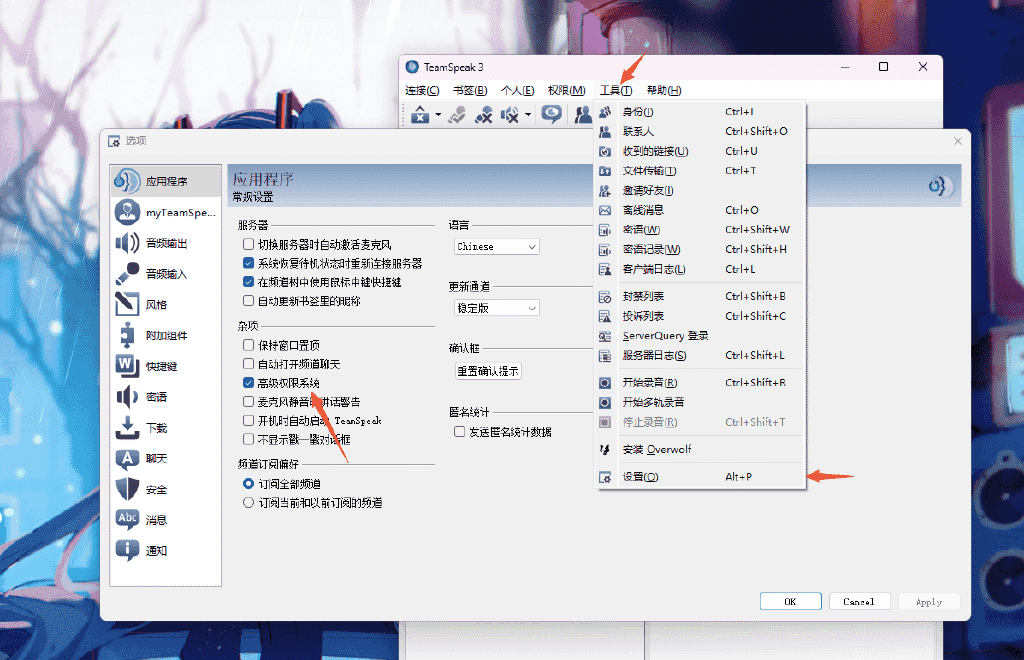 TeamSpeak 3
连接(C) 书签(B) 个人(E) 权限(M) 工具(T) 帮助(H)
身份(I) Ctrl+I
联系人 Ctrl+Shift+O
收到的链接(U) Ctrl+U
文件传输(T) Ctrl+T
邀请好友(I)
离线消息 Ctrl+O
密语(W) Ctrl+Shift+W
密语记录(W) Ctrl+Shift+H
客户端日志(L) Ctrl+L
封禁列表 Ctrl+Shift+B
投诉列表 Ctrl+Shift+C
ServerQuery 登录
服务器日志(S) Ctrl+Shift+L
开始录音(R) Ctrl+Shift+R
开始多轨录音
停止录音(R) Ctrl+Shift+T
安装 Overwolf
设置(O) Alt+P
选项
应用程序
myTeamSpe...
音频输出
音频输入
风格
附加组件
快捷键
密语
下载
聊天
安全
消息
通知
应用程序
常规设置
服务器
切换服务器时自动激活麦克风
系统恢复待机状态时重新连接服务器
在频道树中使用鼠标中键快捷键
自动更新书签里的昵称
杂项
保持窗口置顶
自动打开频道聊天
高级权限系统
麦克风静音时讲话警告
开机时自动启动 TeamSpeak
不显示戳一戳对话框
频道订阅偏好
订阅全部频道
订阅当前和以前订阅的频道
语言
Chinese
更新通道
稳定版
确认框
重置确认提示
匿名统计
发送匿名统计数据
OK Cancel Apply